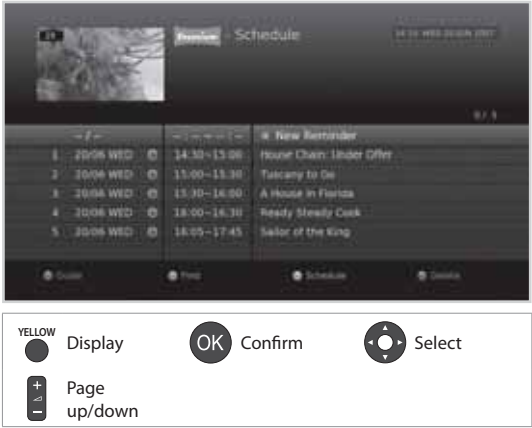 Premium - Schedule
14:15 WED 20 JUN 2007
0 / 5
- / -   - : - ~ - : -   New Reminder
1 20/06 WED 14:30~15:00 House Chain: Under Offer
2 20/06 WED 15:00~15:30 Tuscany to Go
3 20/06 WED 15:30~16:00 A House in Florida
4 20/06 WED 16:00~16:30 Ready Steady Cook
5 20/06 WED 16:05~17:45 Sailor of the King
Guide Find Schedule Delete
YELLOW Display OK Confirm Select
Page
up/down